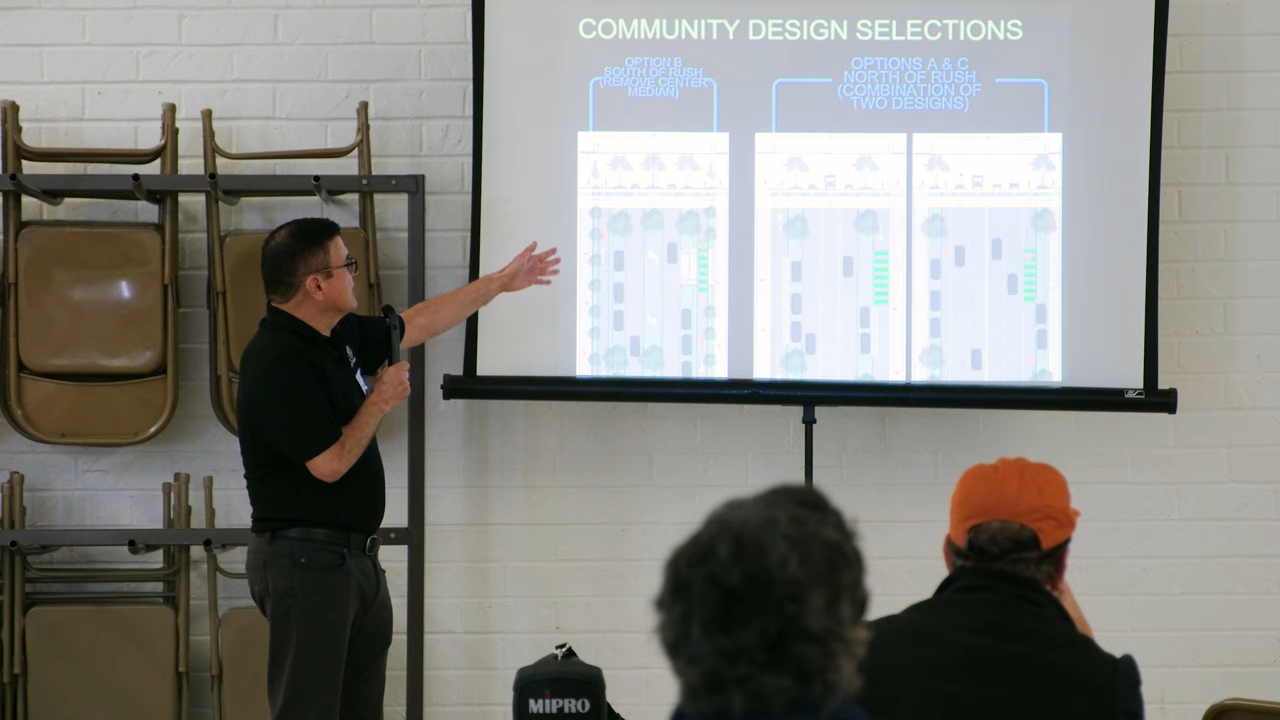 COMMUNITY DESIGN SELECTIONS
OPTION B
SOUTH OF RUSH
(REMOVE CENTER
MEDIAN)
OPTIONS A & C
NORTH OF RUSH
(COMBINATION OF
TWO DESIGNS)
MIPRO